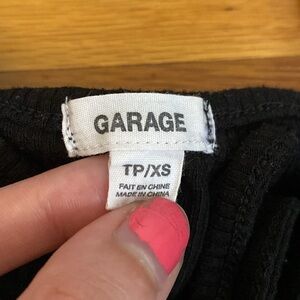 GARAGE
TP/XS
FAIT EN CHINE
MADE IN CHINA